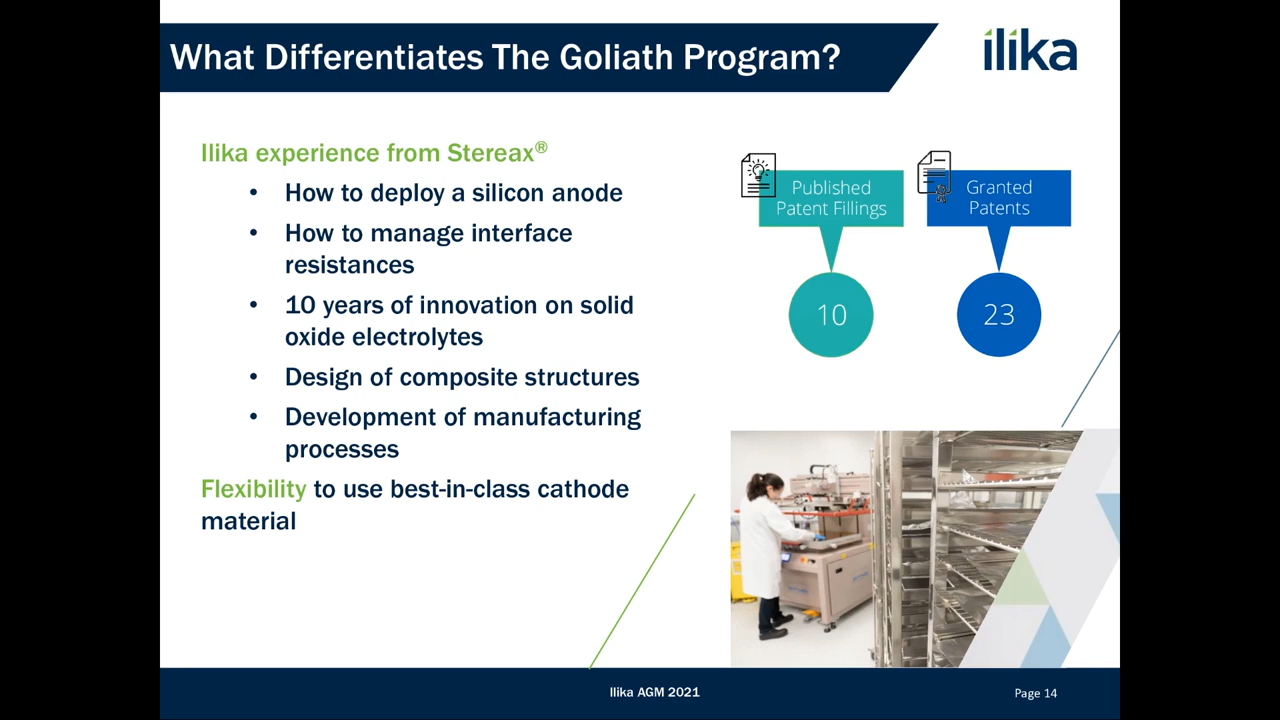 What Differentiates The Goliath Program?
ilika
Ilika experience from Stereax®
• How to deploy a silicon anode
• How to manage interface
resistances
• 10 years of innovation on solid
oxide electrolytes
• Design of composite structures
• Development of manufacturing
processes
Flexibility to use best-in-class cathode
material
Published
Patent Fillings
10
Granted
Patents
23
Ilika AGM 2021
Page 14